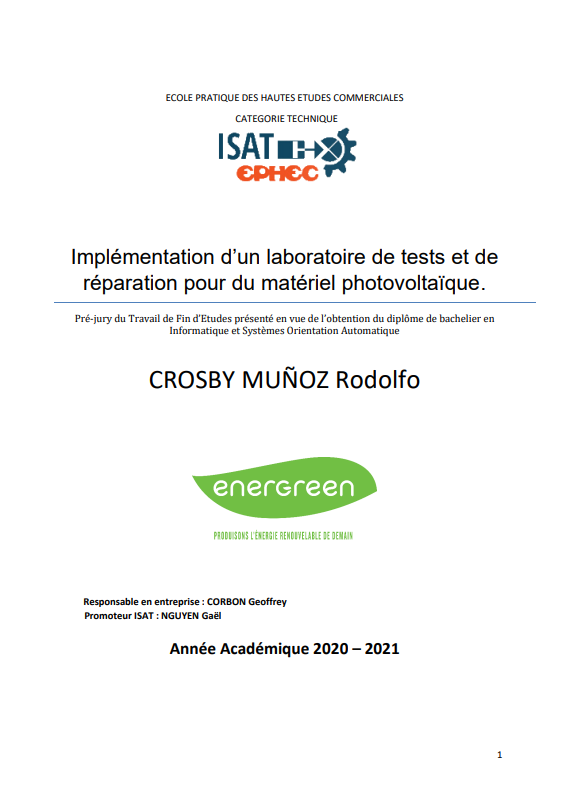 ECOLE PRATIQUE DES HAUTES ETUDES COMMERCIALES
CATEGORIE TECHNIQUE
ISAT
EPHEC
Implémentation d’un laboratoire de tests et de
réparation pour du matériel photovoltaïque.
Pré-jury du Travail de Fin d’Etudes présenté en vue de l’obtention du diplôme de bachelier en
Informatique et Systèmes Orientation Automatique
CROSBY MUÑOZ Rodolfo
energreen
PRODUISONS L’ÉNERGIE RENOUVELABLE DE DEMAIN
Responsable en entreprise : CORBON Geoffrey
Promoteur ISAT : NGUYEN Gaël
Année Académique 2020 – 2021
1